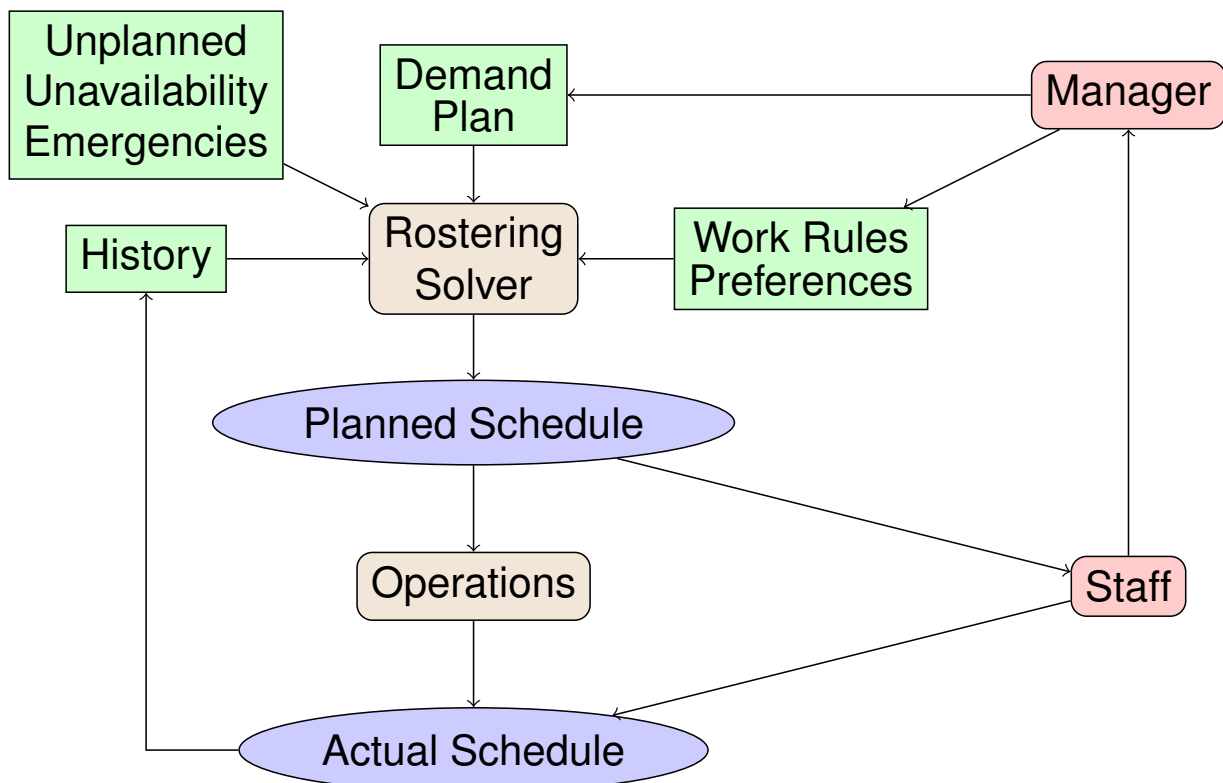 Unplanned
Unavailability
Emergencies
Demand
Plan
Manager
History
Rostering
Solver
Work Rules
Preferences
Planned Schedule
Operations
Staff
Actual Schedule